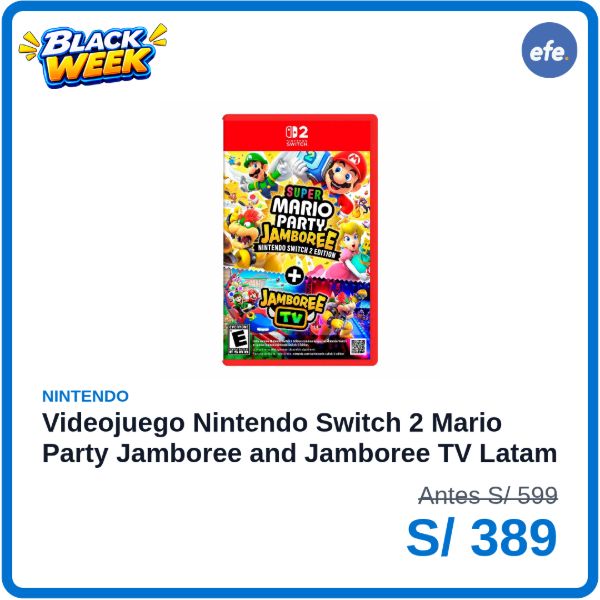 BLACK
WEEK
efe.
2
NINTENDO
SWITCH
SUPER
MARIO
PARTY
JAMBOREE
NINTENDO SWITCH 2 EDITION
+
JAMBOREE
TV
EVERYONE
E
NINTENDO
Videojuego Nintendo Switch 2 Mario
Party Jamboree and Jamboree TV Latam
Antes S/ 599
S/ 389